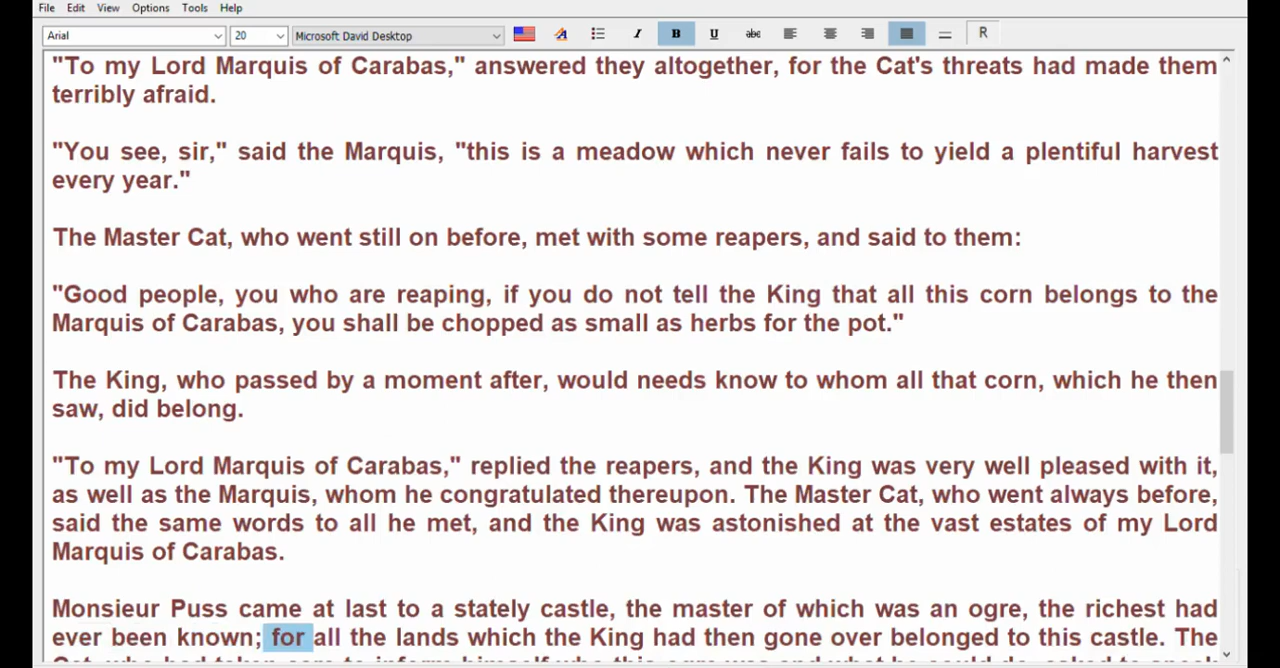 File Edit View Options Tools Help
Arial 20 Microsoft David Desktop A I B U abc R
"To my Lord Marquis of Carabas," answered they altogether, for the Cat's threats had made them
terribly afraid.
"You see, sir," said the Marquis, "this is a meadow which never fails to yield a plentiful harvest
every year."
The Master Cat, who went still on before, met with some reapers, and said to them:
"Good people, you who are reaping, if you do not tell the King that all this corn belongs to the
Marquis of Carabas, you shall be chopped as small as herbs for the pot."
The King, who passed by a moment after, would needs know to whom all that corn, which he then
saw, did belong.
"To my Lord Marquis of Carabas," replied the reapers, and the King was very well pleased with it,
as well as the Marquis, whom he congratulated thereupon. The Master Cat, who went always before,
said the same words to all he met, and the King was astonished at the vast estates of my Lord
Marquis of Carabas.
Monsieur Puss came at last to a stately castle, the master of which was an ogre, the richest had
ever been known; for all the lands which the King had then gone over belonged to this castle. The